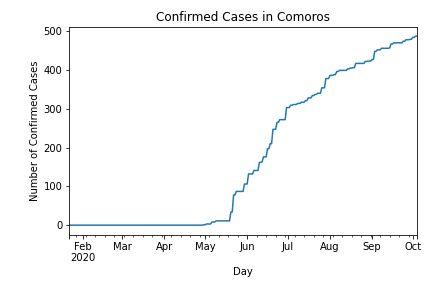 Confirmed Cases in Comoros
Number of Confirmed Cases
500
400
300
200
100
0
Feb Mar Apr May Jun Jul Aug Sep Oct
2020
Day